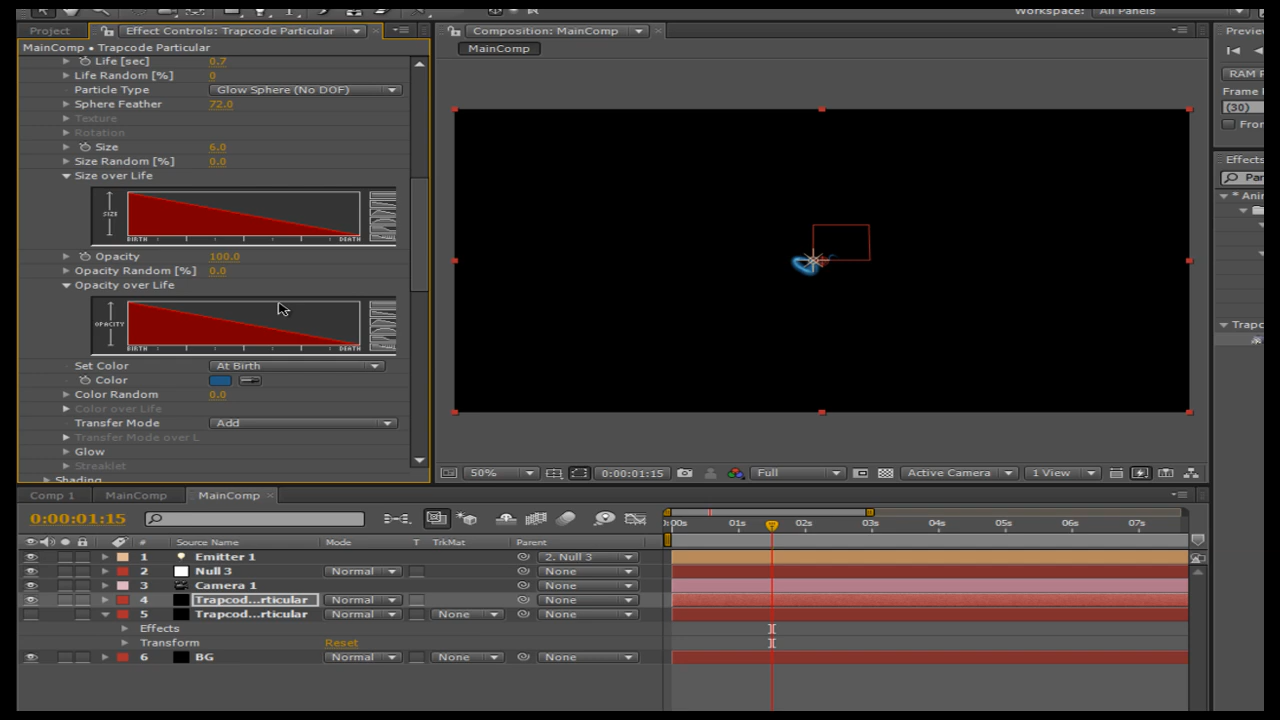 Workspace: All Panels
Project Effect Controls: Trapcode Particular
Composition: MainComp
Preview
MainComp • Trapcode Particular
MainComp
Life [sec] 0.7
Life Random [%] 0
RAM P
Particle Type Glow Sphere (No DOF)
Frame
Sphere Feather 72.0
(30)
Texture
Fron
Rotation
Size 6.0
Size Random [%] 0.0
Effects
Size over Life
Par
* Ani
SIZE
BIRTH DEATH
Opacity 100.0
Opacity Random [%] 0.0
Opacity over Life
OPACITY
Trapc
BIRTH DEATH
Set Color At Birth
Color
Color Random 0.0
Color over Life
Transfer Mode Add
Transfer Mode over L
Glow
Streaklet
50% 0:00:01:15 Full Active Camera 1 View
Shading
Comp 1 MainComp MainComp
0:00:01:15
):00s 01s 02s 03s 04s 05s 06s 07s
# Source Name Mode T TrkMat Parent
1 Emitter 1 2. Null 3
2 Null 3 Normal None
3 Camera 1 None
4 Trapcod...rticular Normal None
5 Trapcod...rticular Normal None None
Effects
Transform Reset
6 BG Normal None None